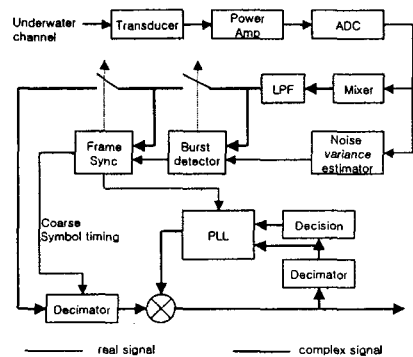 Underwater
channel
Transducer
Power
Amp
ADC
LPF
Mixer
Frame
Sync
Burst
detector
Noise
variance
estimator
Coarse
Symbol timing
PLL
Decision
Decimator
Decimator
real signal
complex signal